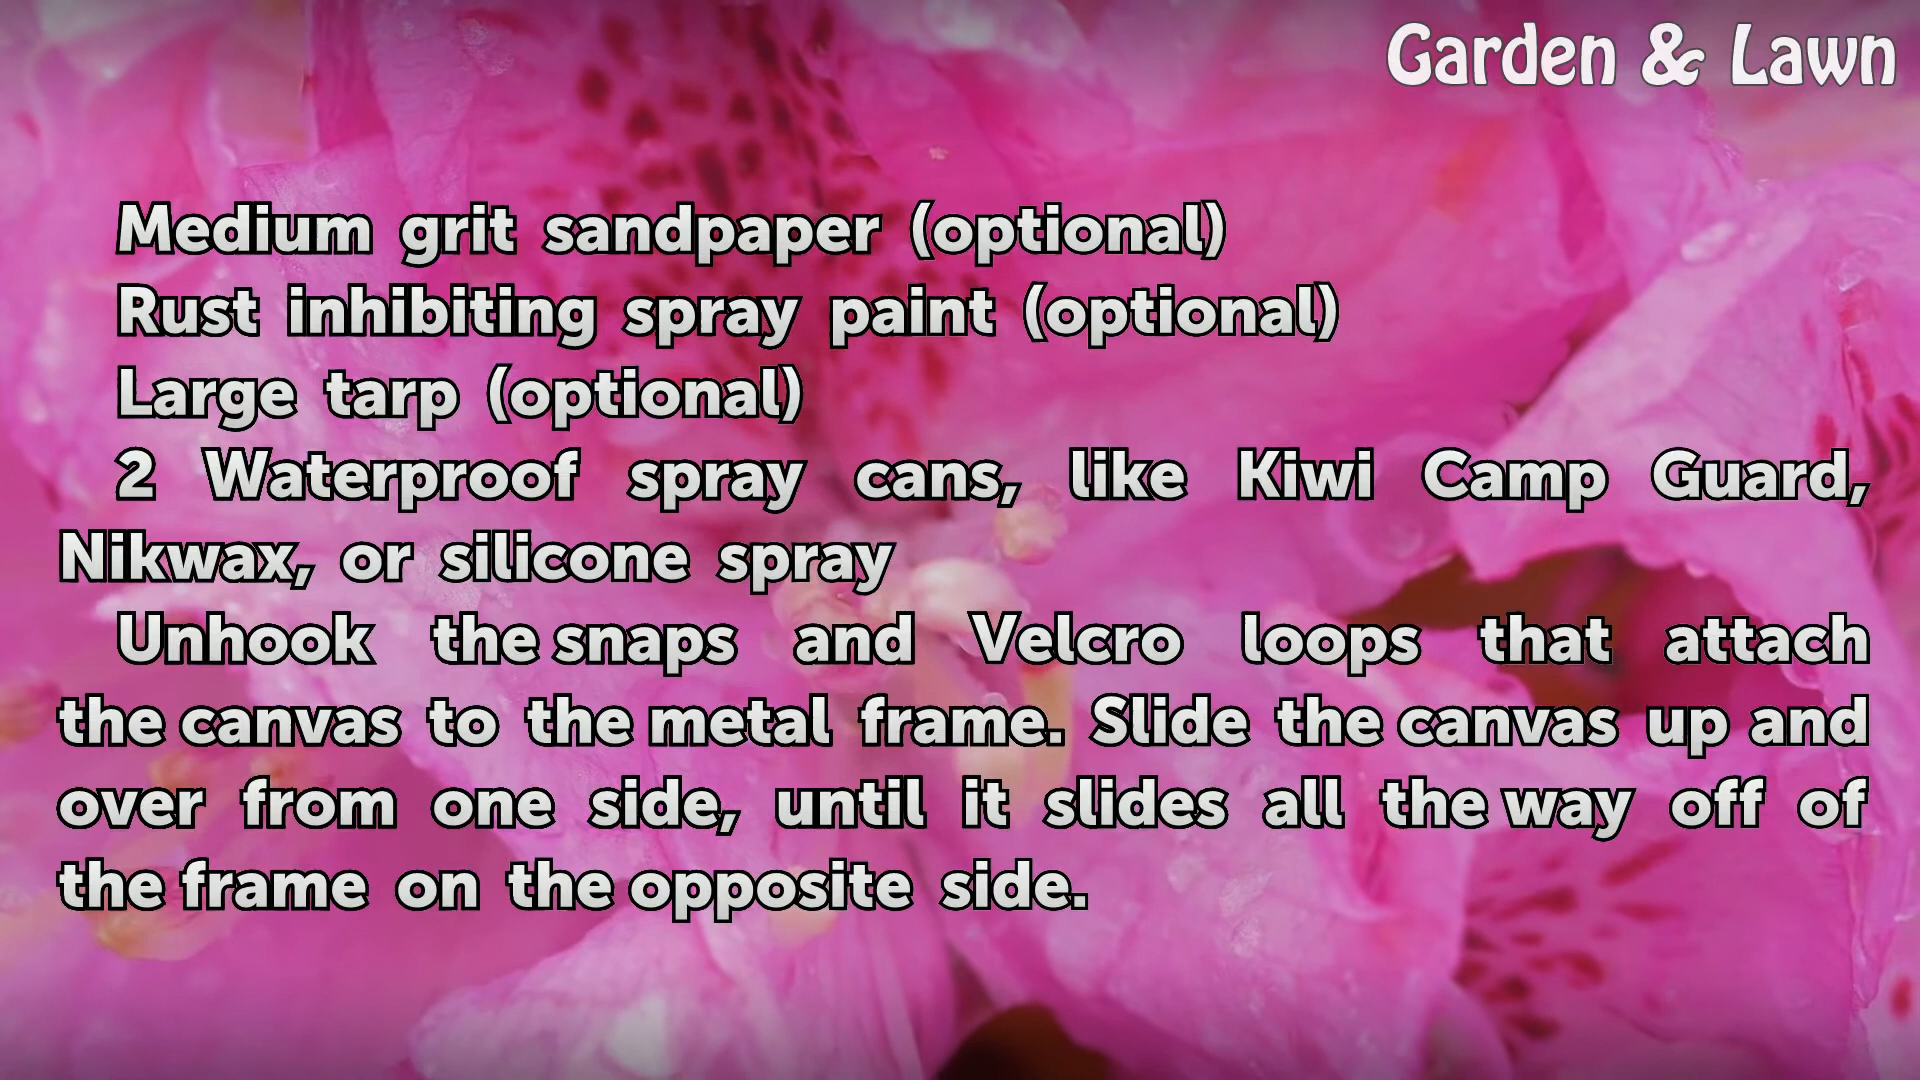 Garden & Lawn
Medium grit sandpaper (optional)
Rust inhibiting spray paint (optional)
Large tarp (optional)
2 Waterproof spray cans, like Kiwi Camp Guard,
Nikwax, or silicone spray
Unhook the snaps and Velcro loops that attach
the canvas to the metal frame. Slide the canvas up and
over from one side, until it slides all the way off of
the frame on the opposite side.